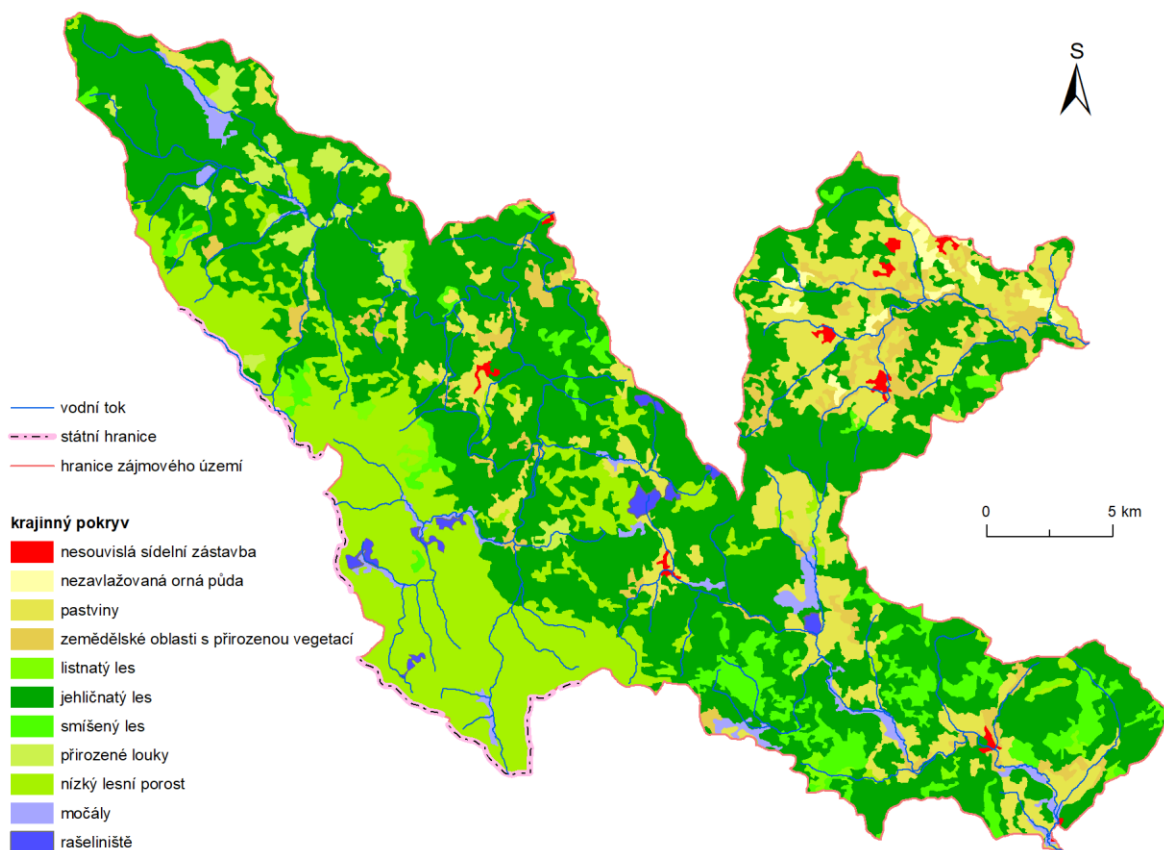 S
vodní tok
státní hranice
hranice zájmového území
0 5 km
krajinný pokryv
nesouvislá sídelní zástavba
nezavlažovaná orná půda
pastviny
zemědělské oblasti s přirozenou vegetací
listnatý les
jehličnatý les
smíšený les
přirozené louky
nízký lesní porost
močály
rašeliniště